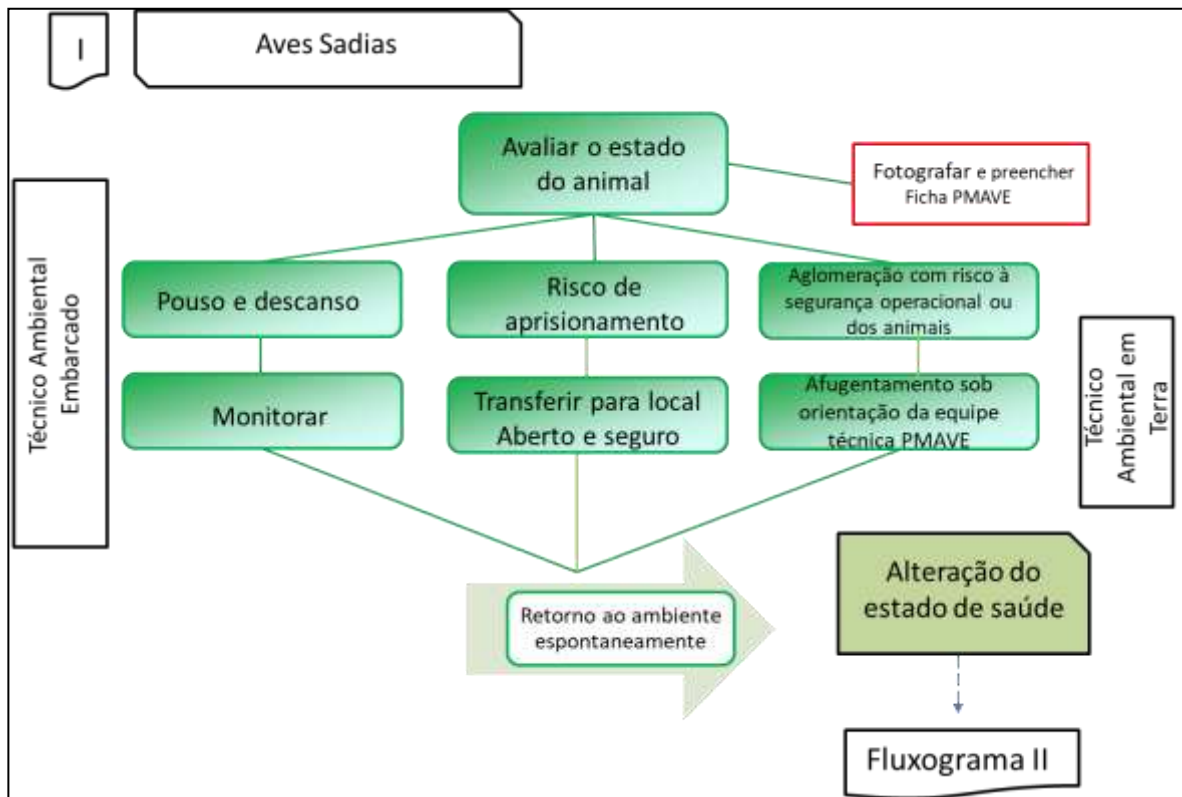 I
Aves Sadias
Avaliar o estado
do animal
Fotografar e preencher
Ficha PMAVE
Técnico Ambiental
Embarcado
Pouso e descanso
Risco de
aprisionamento
Aglomeração com risco à
segurança operacional ou
dos animais
Monitorar
Transferir para local
Aberto e seguro
Afugentamento sob
orientação da equipe
técnica PMAVE
Técnico
Ambiental em
Terra
Retorno ao ambiente
espontaneamente
Alteração do
estado de saúde
Fluxograma II